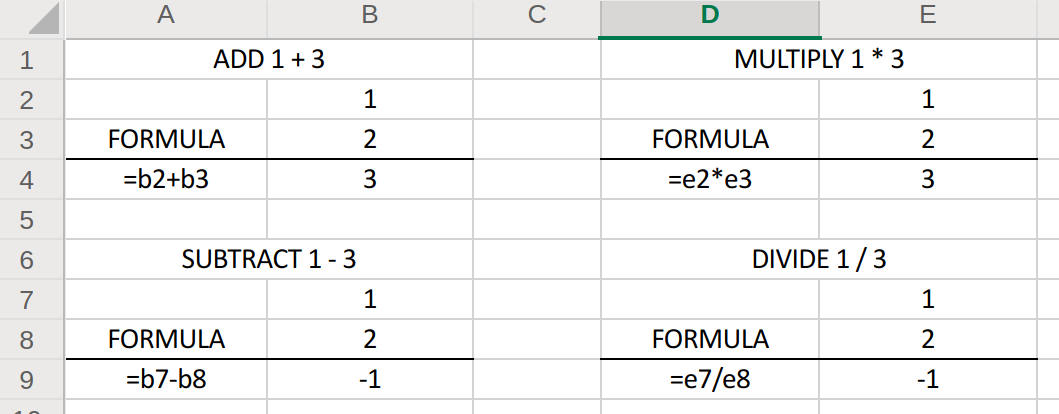 A B C D E
1 ADD 1 + 3 MULTIPLY 1 * 3
2 1 1
3 FORMULA 2 FORMULA 2
4 =b2+b3 3 =e2*e3 3
5
6 SUBTRACT 1 - 3 DIVIDE 1 / 3
7 1 1
8 FORMULA 2 FORMULA 2
9 =b7-b8 -1 =e7/e8 -1
10